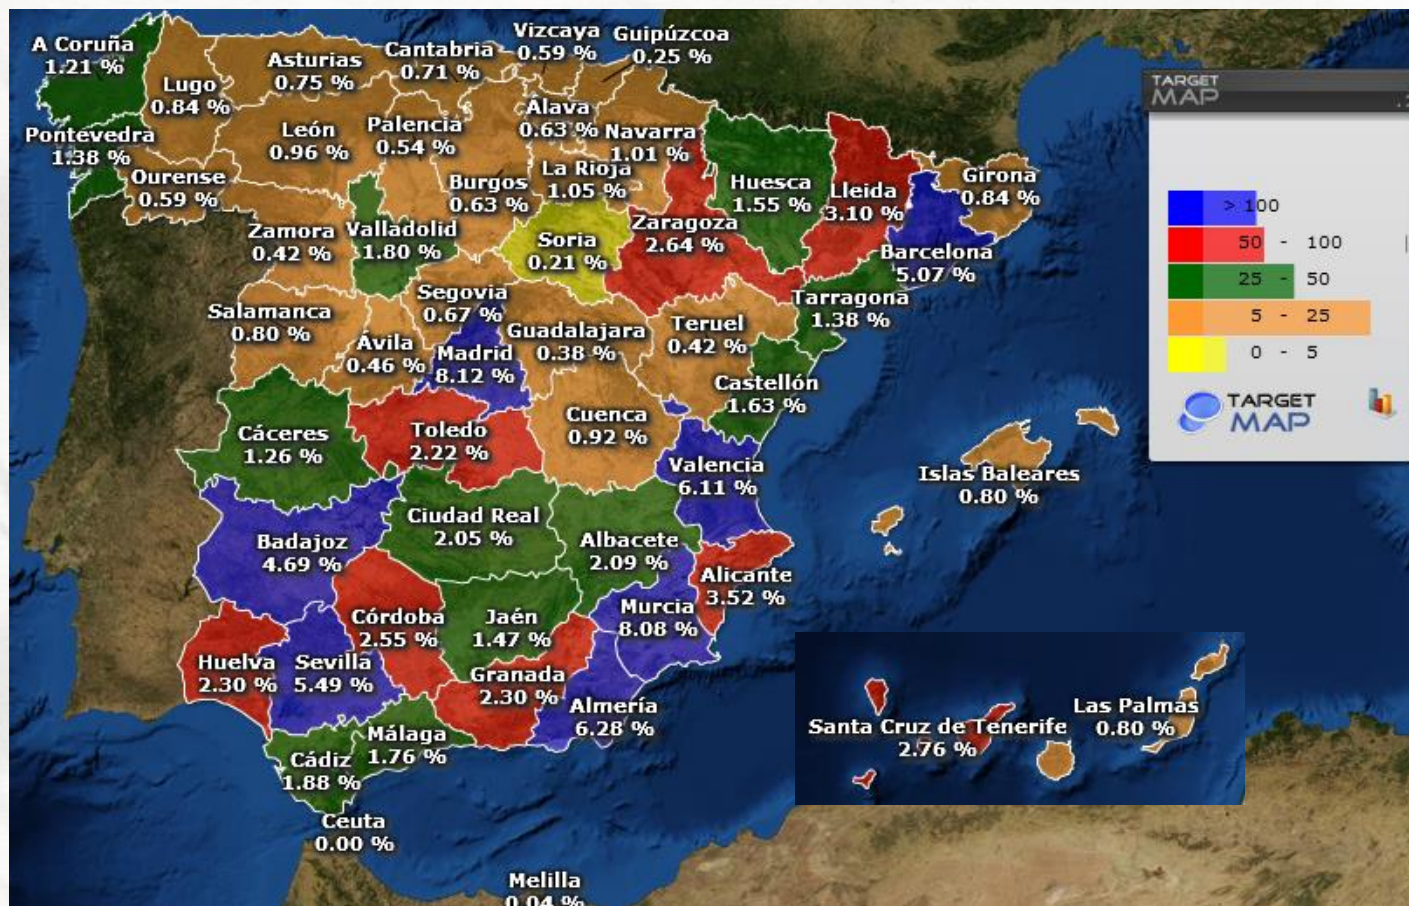 A Coruña
1.21 %
Lugo
0.84 %
Asturias
0.75 %
Cantabria
0.71 %
Vizcaya
0.59 %
Guipúzcoa
0.25 %
Pontevedra
1.38 %
Ourense
0.59 %
León
0.96 %
Palencia
0.54 %
Álava
0.63 %
Navarra
1.01 %
La Rioja
1.05 %
Burgos
0.63 %
Huesca
1.55 %
Lleida
3.10 %
Girona
0.84 %
Zamora
0.42 %
Valladolid
1.80 %
Soria
0.21 %
Zaragoza
2.64 %
Barcelona
5.07 %
Tarragona
1.38 %
Salamanca
0.80 %
Ávila
0.46 %
Segovia
0.67 %
Madrid
8.12 %
Guadalajara
0.38 %
Teruel
0.42 %
Castellón
1.63 %
Cáceres
1.26 %
Toledo
2.22 %
Cuenca
0.92 %
Valencia
6.11 %
Islas Baleares
0.80 %
Badajoz
4.69 %
Ciudad Real
2.05 %
Albacete
2.09 %
Alicante
3.52 %
Murcia
8.08 %
Córdoba
2.55 %
Jaén
1.47 %
Huelva
2.30 %
Sevilla
5.49 %
Granada
2.30 %
Almería
6.28 %
Málaga
1.76 %
Cádiz
1.88 %
Ceuta
0.00 %
Melilla
0.04 %
Santa Cruz de Tenerife
2.76 %
Las Palmas
0.80 %
TARGET
MAP
> 100
50 - 100
25 - 50
5 - 25
0 - 5
TARGET
MAP